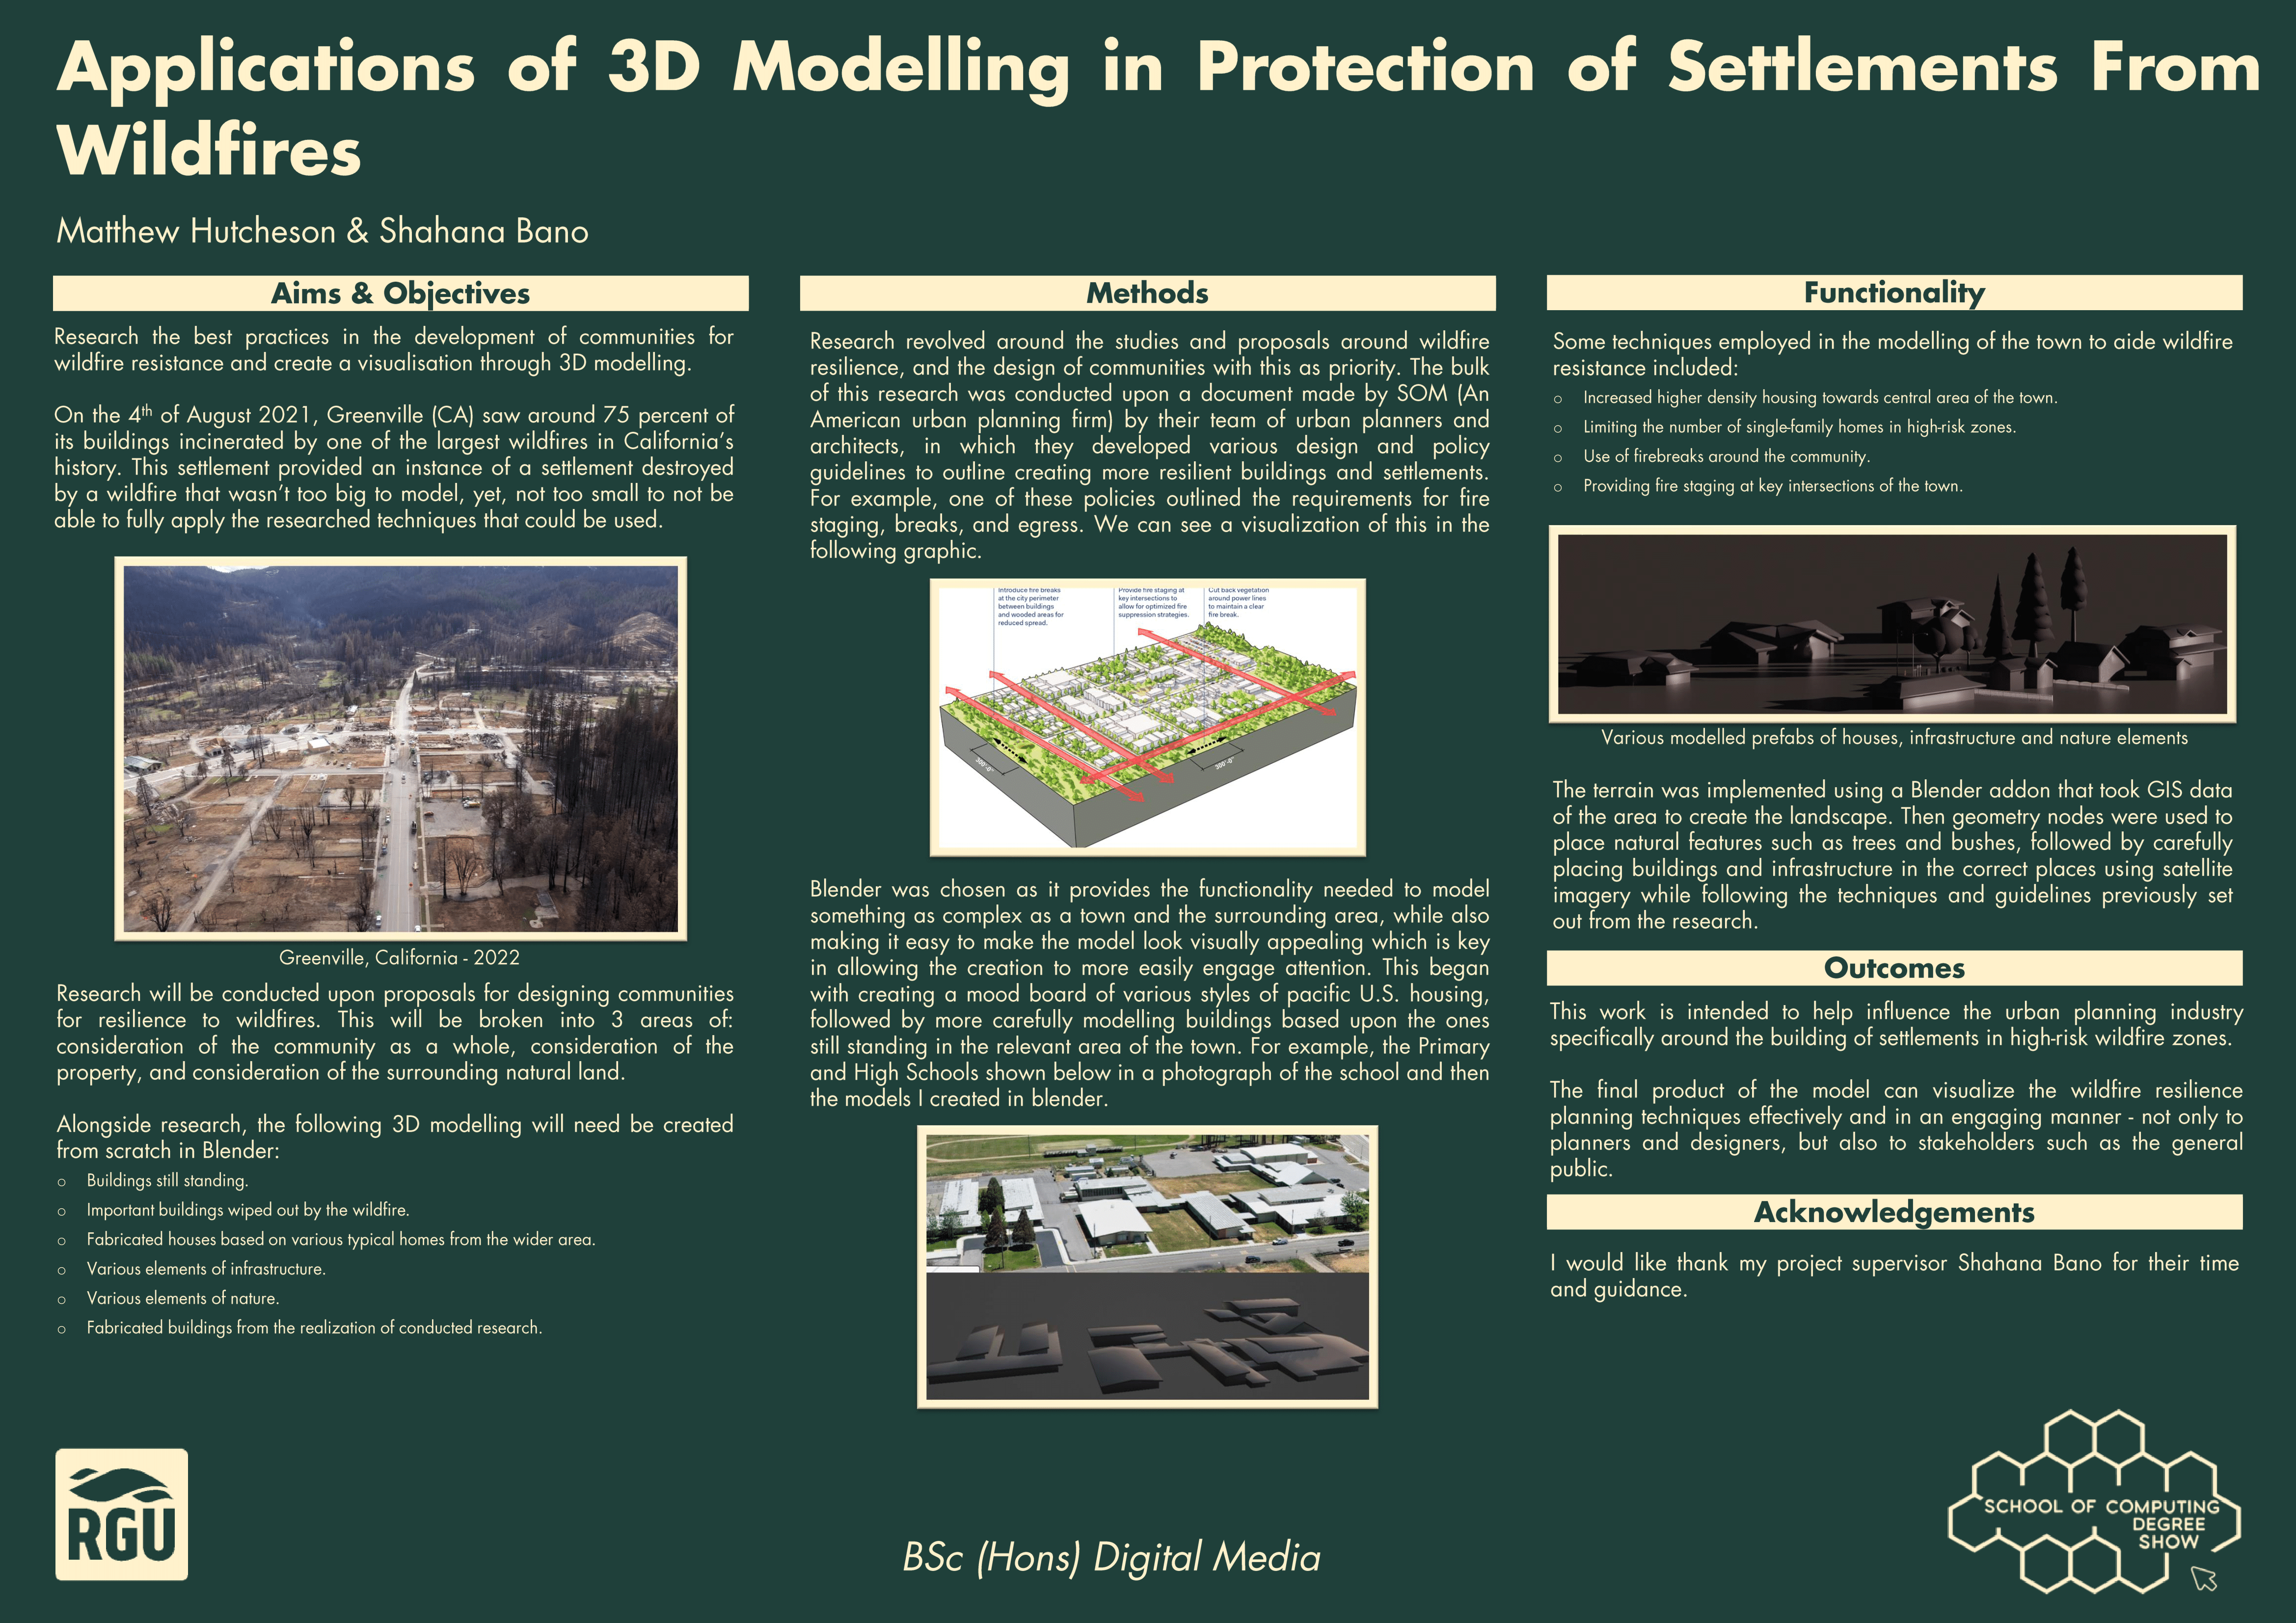 Applications of 3D Modelling in Protection of Settlements From
Wildfires
Matthew Hutcheson & Shahana Bano
Aims & Objectives
Research the best practices in the development of communities for
wildfire resistance and create a visualisation through 3D modelling.
On the 4th of August 2021, Greenville (CA) saw around 75 percent of
its buildings incinerated by one of the largest wildfires in California's
history. This settlement provided an instance of a settlement destroyed
by a wildfire that wasn't too big to model, yet, not too small to not be
able to fully apply the researched techniques that could be used.
Greenville, California - 2022
Research will be conducted upon proposals for designing communities
for resilience to wildfires. This will be broken into 3 areas of:
consideration of the community as a whole, consideration of the
property, and consideration of the surrounding natural land.
Alongside research, the following 3D modelling will need be created
from scratch in Blender:
○ Buildings still standing.
○ Important buildings wiped out by the wildfire.
○ Fabricated houses based on various typical homes from the wider area.
○ Various elements of infrastructure.
○ Various elements of nature.
○ Fabricated buildings from the realization of conducted research.
Methods
Research revolved around the studies and proposals around wildfire
resilience, and the design of communities with this as priority. The bulk
of this research was conducted upon a document made by SOM (An
American urban planning firm) by their team of urban planners and
architects, in which they developed various design and policy
guidelines to outline creating more resilient buildings and settlements.
For example, one of these policies outlined the requirements for fire
staging, breaks, and egress. We can see a visualization of this in the
following graphic.
Introduce fire breaks
at the city perimeter
between buildings
and wooded areas for
reduced spread.
Provide fire staging at
key intersections to
allow for optimized fire
suppression strategies.
Cut back vegetation
around power lines
to maintain a clear
fire break.
300'-0"
300'-0"
Blender was chosen as it provides the functionality needed to model
something as complex as a town and the surrounding area, while also
making it easy to make the model look visually appealing which is key
in allowing the creation to more easily engage attention. This began
with creating a mood board of various styles of pacific U.S. housing,
followed by more carefully modelling buildings based upon the ones
still standing in the relevant area of the town. For example, the Primary
and High Schools shown below in a photograph of the school and then
the models I created in blender.
Functionality
Some techniques employed in the modelling of the town to aide wildfire
resistance included:
○ Increased higher density housing towards central area of the town.
○ Limiting the number of single-family homes in high-risk zones.
○ Use of firebreaks around the community.
○ Providing fire staging at key intersections of the town.
Various modelled prefabs of houses, infrastructure and nature elements
The terrain was implemented using a Blender addon that took GIS data
of the area to create the landscape. Then geometry nodes were used to
place natural features such as trees and bushes, followed by carefully
placing buildings and infrastructure in the correct places using satellite
imagery while following the techniques and guidelines previously set
out from the research.
Outcomes
This work is intended to help influence the urban planning industry
specifically around the building of settlements in high-risk wildfire zones.
The final product of the model can visualize the wildfire resilience
planning techniques effectively and in an engaging manner - not only to
planners and designers, but also to stakeholders such as the general
public.
Acknowledgements
I would like thank my project supervisor Shahana Bano for their time
and guidance.
RGU
BSc (Hons) Digital Media
SCHOOL OF COMPUTING
DEGREE
SHOW